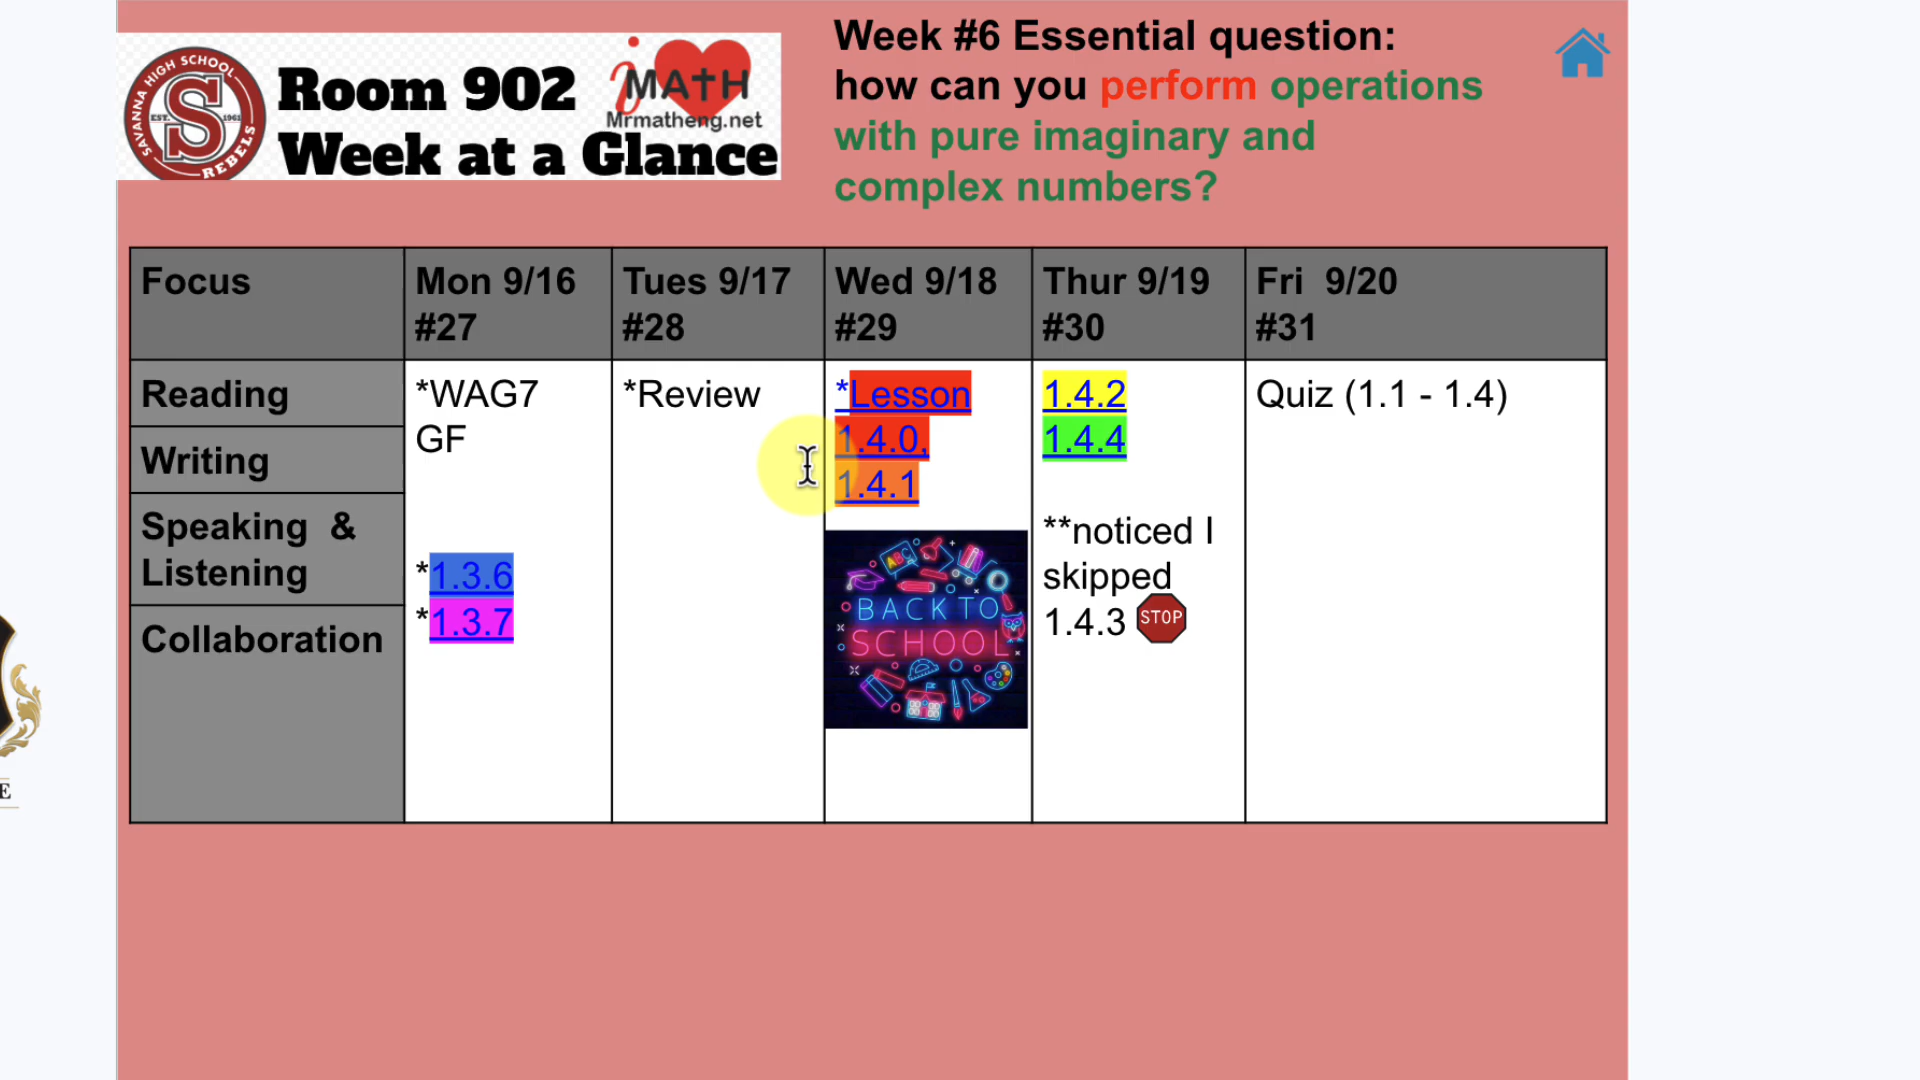 SAVANNA HIGH SCHOOL
EST. 1961
S
REBELS
Room 902
Week at a Glance
iMATH
Mrmatheng.net
Week #6 Essential question:
how can you perform operations
with pure imaginary and
complex numbers?
Focus
Mon 9/16
#27
Tues 9/17
#28
Wed 9/18
#29
Thur 9/19
#30
Fri 9/20
#31
Reading
Writing
Speaking &
Listening
Collaboration
*WAG7
GF
*1.3.6
*1.3.7
*Review
*Lesson
1.4.0,
1.4.1
ABC
BACK TO
SCHOOL
1.4.2
1.4.4
**noticed I
skipped
1.4.3 STOP
Quiz (1.1 - 1.4)
E